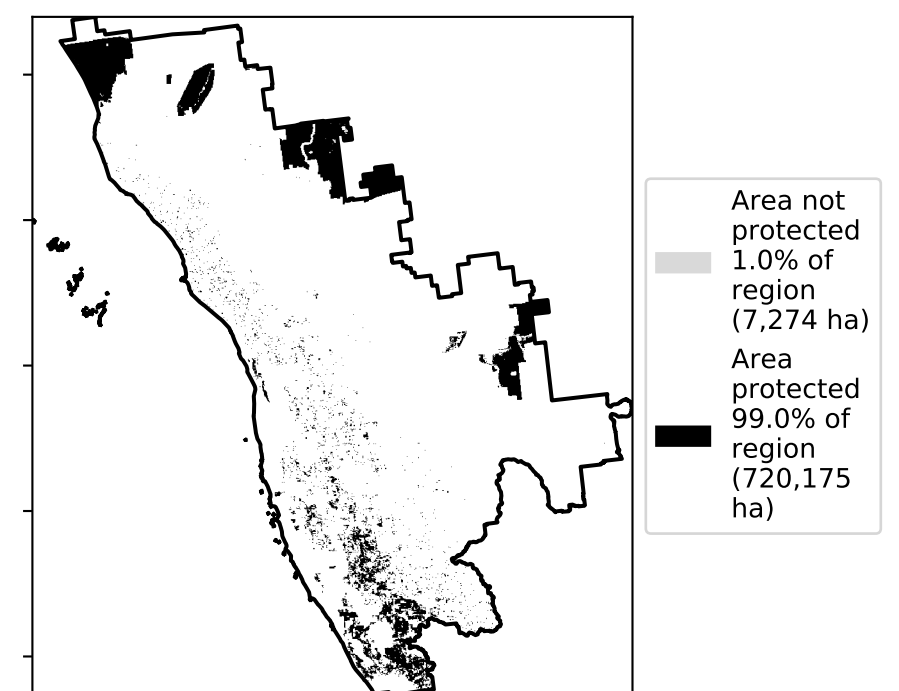 Area not
protected
1.0% of
region
(7,274 ha)
Area
protected
99.0% of
region
(720,175
ha)